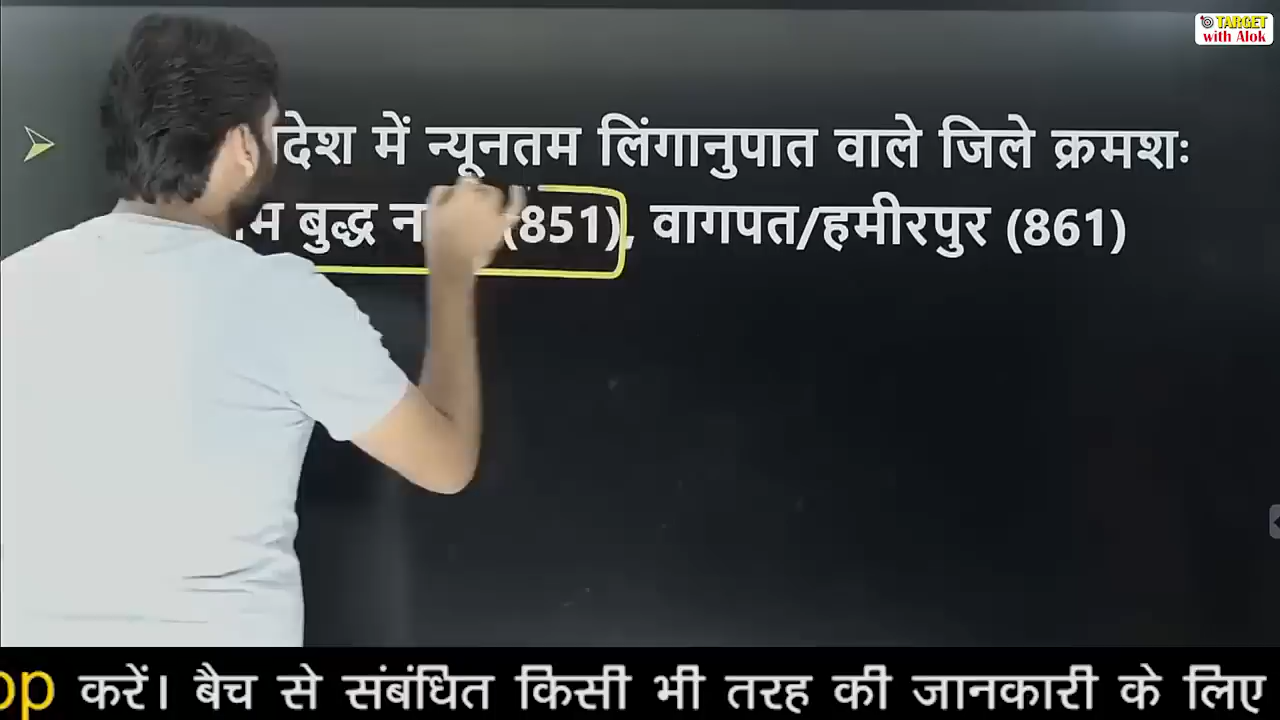 TARGET
with Alok
में न्यूनतम लिंगानुपात वाले जिले क्रमशः
बुद्ध (851), वागपत/हमीरपुर (861)
करें। बैच से संबंधित किसी भी तरह की जानकारी के लिए